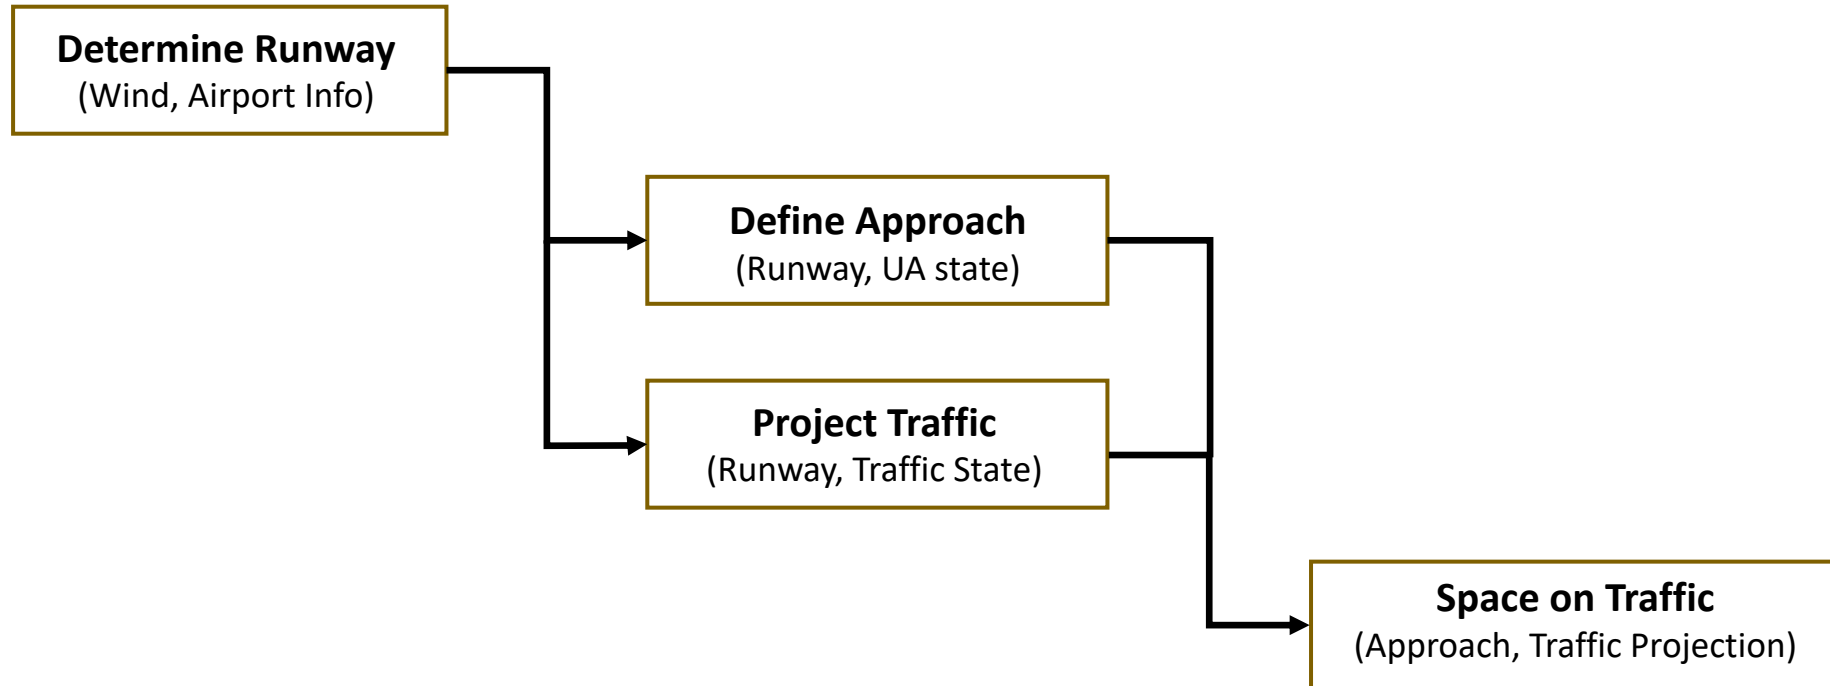 Determine Runway
(Wind, Airport Info)
Define Approach
(Runway, UA state)
Project Traffic
(Runway, Traffic State)
Space on Traffic
(Approach, Traffic Projection)